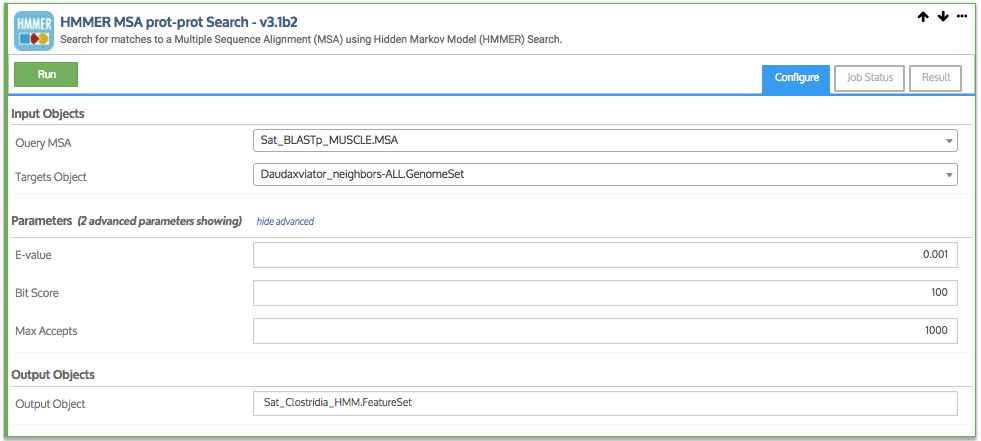 HMMER
HMMER MSA prot-prot Search - v3.1b2
Search for matches to a Multiple Sequence Alignment (MSA) using Hidden Markov Model (HMMER) Search.
Run
Configure
Job Status
Result
Input Objects
Query MSA
Sat_BLASTp_MUSCLE.MSA
Targets Object
Daudaxviator_neighbors-ALL.GenomeSet
Parameters (2 advanced parameters showing) hide advanced
E-value
0.001
Bit Score
100
Max Accepts
1000
Output Objects
Output Object
Sat_Clostridia_HMM.FeatureSet